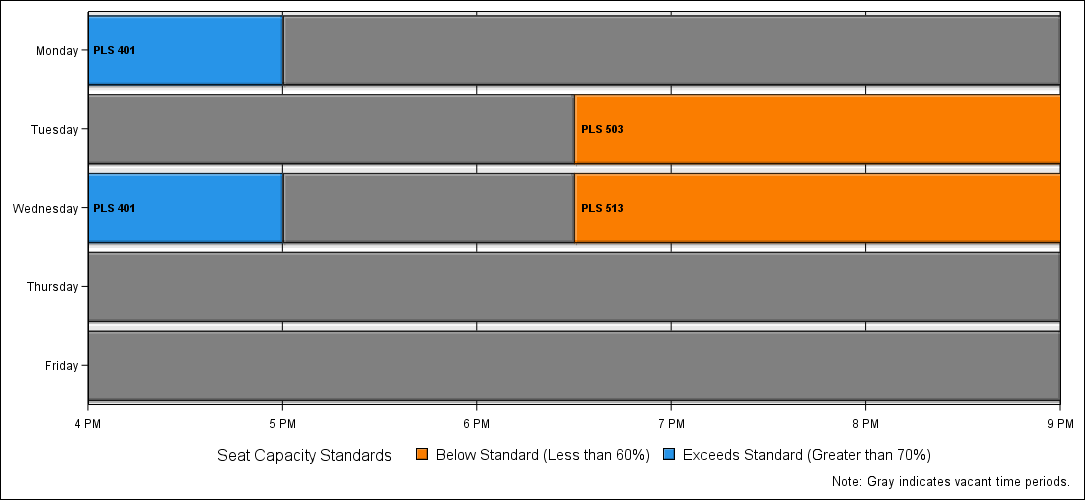 Monday PLS 401
Tuesday PLS 503
Wednesday PLS 401 PLS 513
Thursday
Friday
4 PM 5 PM 6 PM 7 PM 8 PM 9 PM
Seat Capacity Standards Below Standard (Less than 60%) Exceeds Standard (Greater than 70%)
Note: Gray indicates vacant time periods.